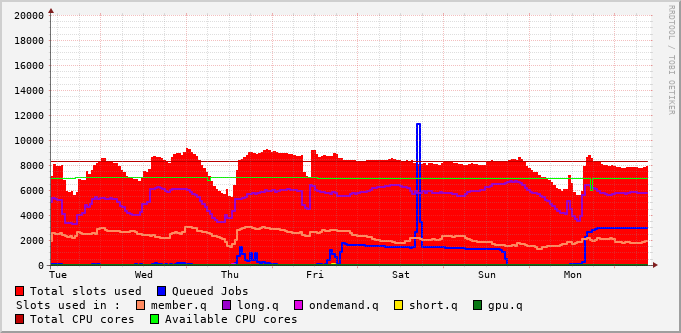 20000
18000
16000
14000
12000
10000
8000
6000
4000
2000
0
Tue Wed Thu Fri Sat Sun Mon
Total slots used Queued Jobs
Slots used in : member.q long.q ondemand.q short.q gpu.q
Total CPU cores Available CPU cores
RRDTOOL / TOBI OETIKER